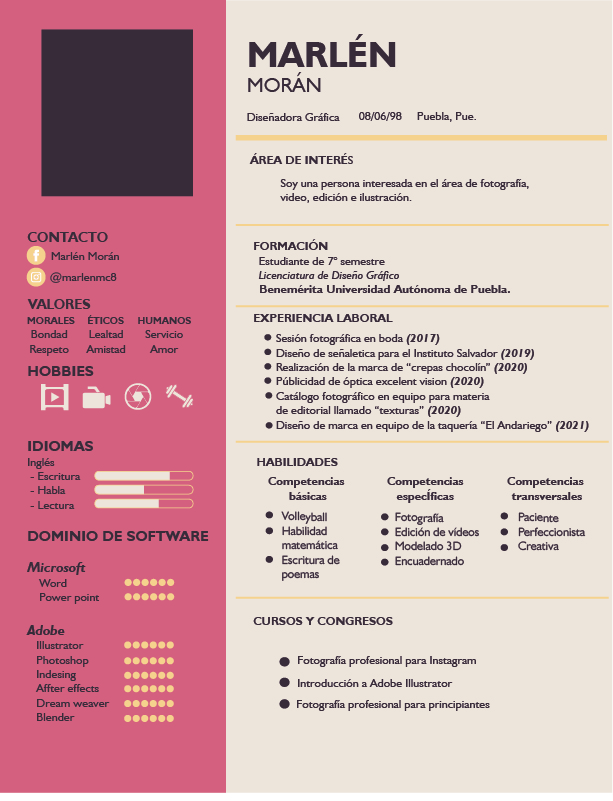 MARLÉN
MORÁN
Diseñadora Gráfica 08/06/98 Puebla, Pue.
ÁREA DE INTERÉS
Soy una persona interesada en el área de fotografía,
video, edición e ilustración.
FORMACIÓN
Estudiante de 7° semestre
Licenciatura de Diseño Gráfico
Benemérita Universidad Autónoma de Puebla.
EXPERIENCIA LABORAL
Sesión fotográfica en boda (2017)
Diseño de señaletica para el Instituto Salvador (2019)
Realización de la marca de “crepas chocolín” (2020)
Públicidad de óptica excelent vision (2020)
Catálogo fotográfico en equipo para materia
de editorial llamado “texturas” (2020)
Diseño de marca en equipo de la taquería “El Andariego” (2021)
HABILIDADES
Competencias
básicas
Volleyball
Habilidad
matemática
Escritura de
poemas
Competencias
específicas
Fotografía
Edición de vídeos
Modelado 3D
Encuadernado
Competencias
transversales
Paciente
Perfeccionista
Creativa
CURSOS Y CONGRESOS
Fotografía profesional para Instagram
Introducción a Adobe Illustrator
Fotografía profesional para principiantes
CONTACTO
Marlén Morán
@marlenmc8
VALORES
MORALES ÉTICOS HUMANOS
Bondad Lealtad Servicio
Respeto Amistad Amor
HOBBIES
IDIOMAS
Inglés
- Escritura
- Habla
- Lectura
DOMINIO DE SOFTWARE
Microsoft
Word
Power point
Adobe
Illustrator
Photoshop
Indesing
Affter effects
Dream weaver
Blender